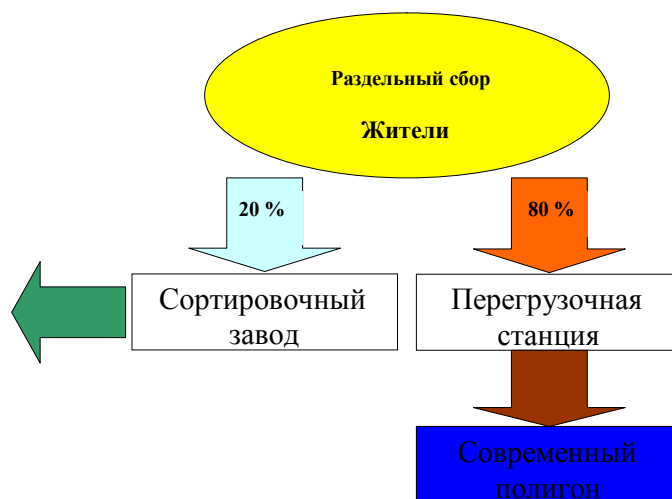 Раздельный сбор
Жители
20 %
80 %
Сортировочный
завод
Перегрузочная
станция
Современный
полигон